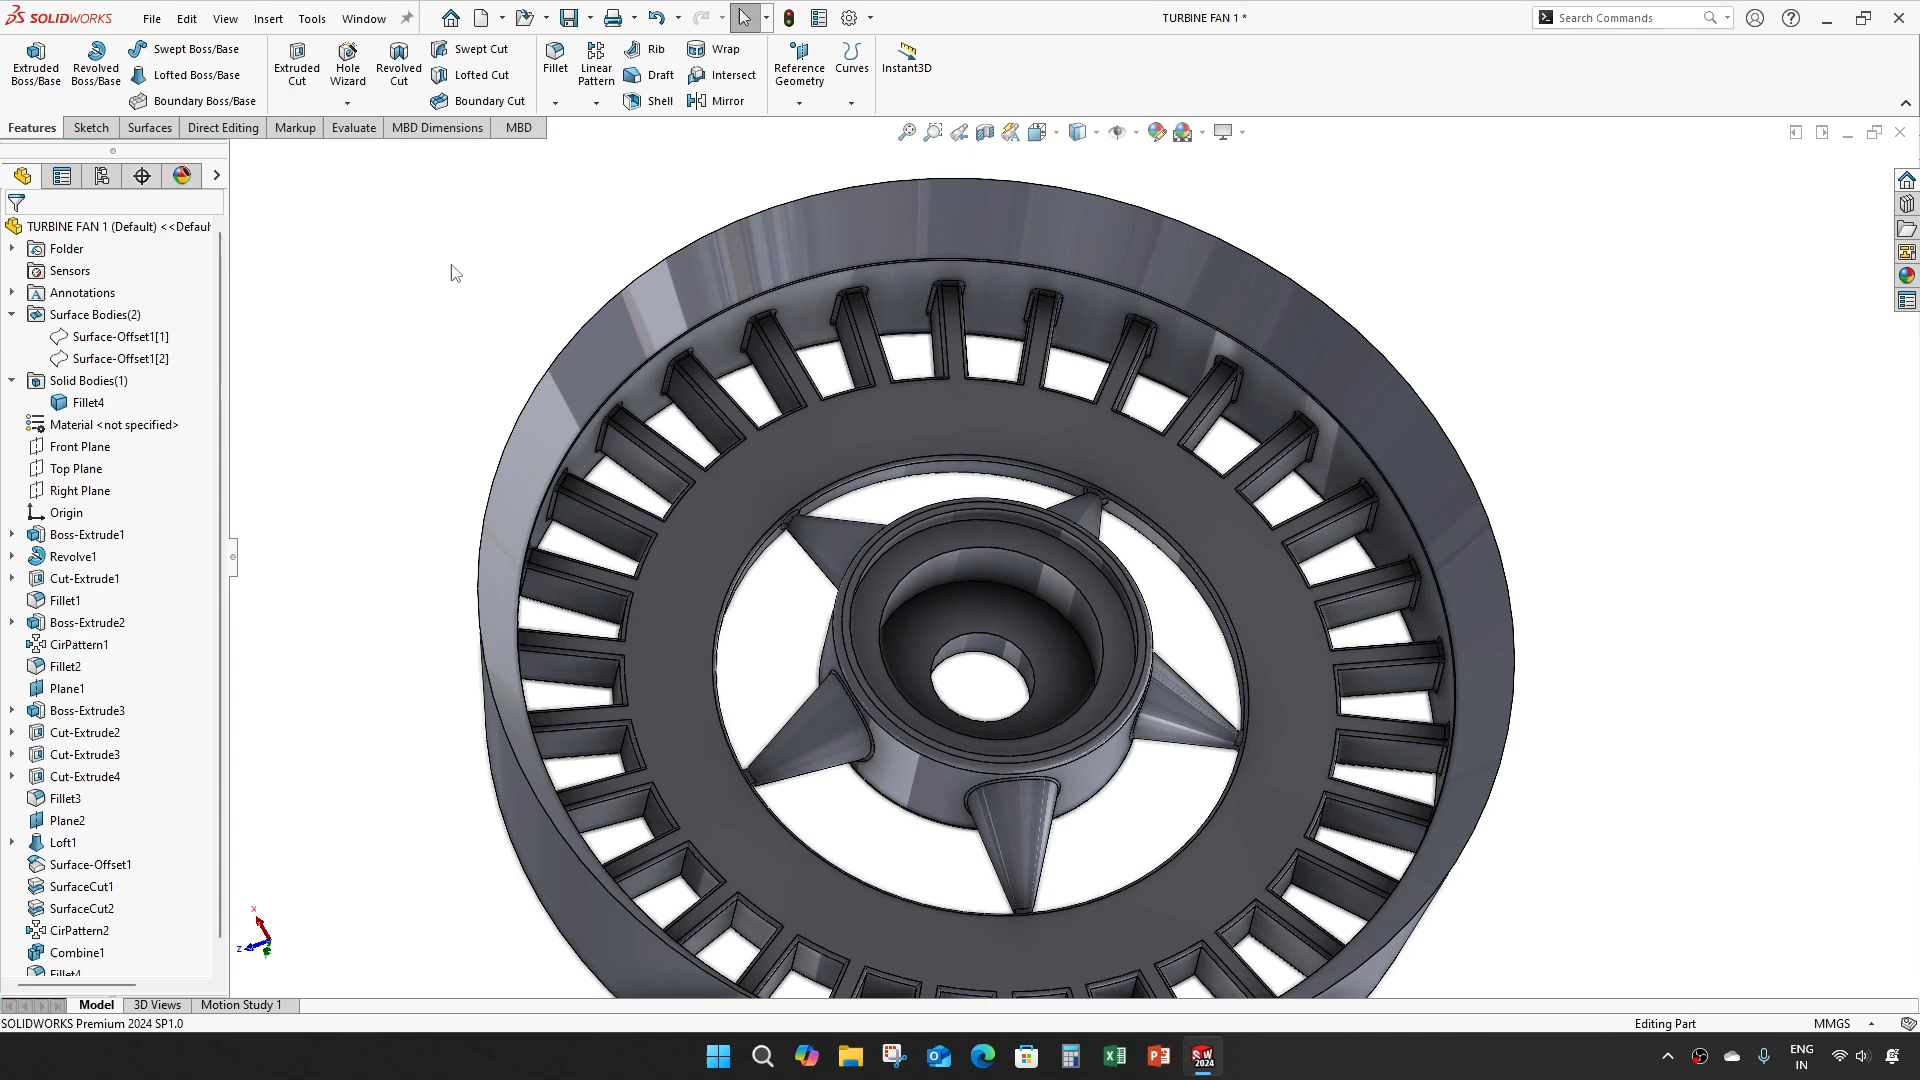 SOLIDWORKS File Edit View Insert Tools Window TURBINE FAN 1 * Search Commands
Extruded Boss/Base
Revolved Boss/Base
Swept Boss/Base
Lofted Boss/Base
Boundary Boss/Base
Extruded Cut
Hole Wizard
Revolved Cut
Swept Cut
Lofted Cut
Boundary Cut
Fillet
Linear Pattern
Rib
Draft
Shell
Wrap
Intersect
Mirror
Reference Geometry
Curves
Instant3D
Features Sketch Surfaces Direct Editing Markup Evaluate MBD Dimensions MBD
TURBINE FAN 1 (Default) <<Defaul
Folder
Sensors
Annotations
Surface Bodies(2)
Surface-Offset1[1]
Surface-Offset1[2]
Solid Bodies(1)
Fillet4
Material <not specified>
Front Plane
Top Plane
Right Plane
Origin
Boss-Extrude1
Revolve1
Cut-Extrude1
Fillet1
Boss-Extrude2
CirPattern1
Fillet2
Plane1
Boss-Extrude3
Cut-Extrude2
Cut-Extrude3
Cut-Extrude4
Fillet3
Plane2
Loft1
Surface-Offset1
SurfaceCut1
SurfaceCut2
CirPattern2
Combine1
Fillet4
X
Z
Model 3D Views Motion Study 1
SOLIDWORKS Premium 2024 SP1.0 Editing Part MMGS
SW 2024
ENG
IN